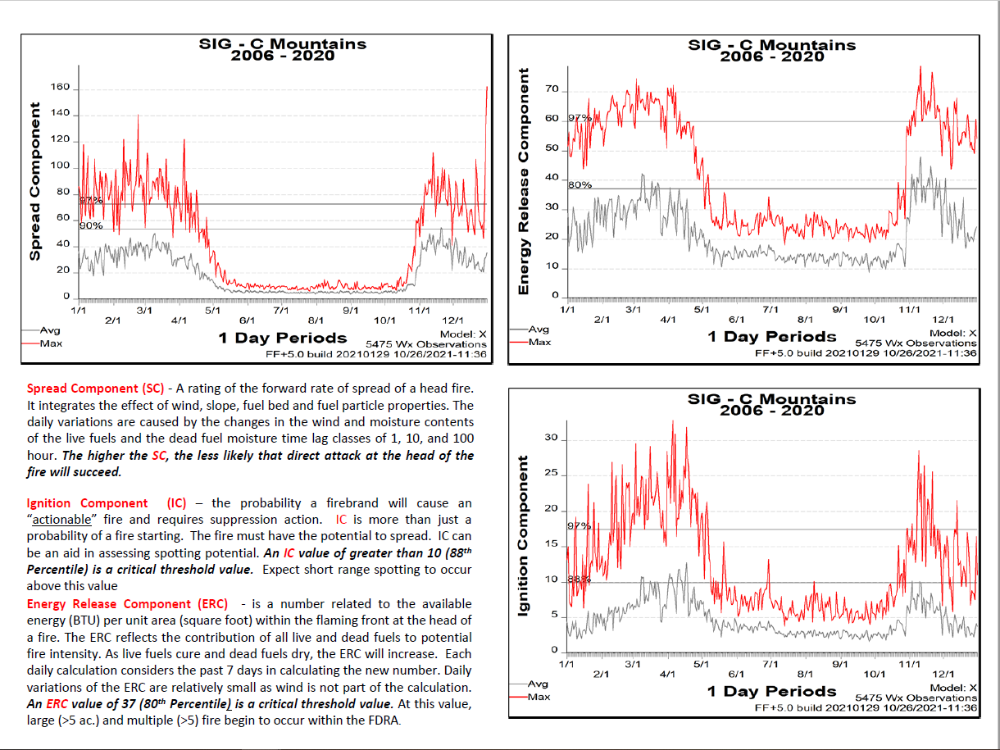 SIG - C Mountains
2006 - 2020
Spread Component
160
140
120
100
80
60
40
20
0
97%
90%
1/1 2/1 3/1 4/1 5/1 6/1 7/1 8/1 9/1 10/1 11/1 12/1
Avg
Max
1 Day Periods
Model: X
5475 Wx Observations
FF+5.0 build 20210129 10/26/2021-11:36
SIG - C Mountains
2006 - 2020
Energy Release Component
70
60
50
40
30
20
10
0
97%
80%
1/1 2/1 3/1 4/1 5/1 6/1 7/1 8/1 9/1 10/1 11/1 12/1
Avg
Max
1 Day Periods
Model: X
5475 Wx Observations
FF+5.0 build 20210129 10/26/2021-11:36
Spread Component (SC) - A rating of the forward rate of spread of a head fire.
It integrates the effect of wind, slope, fuel bed and fuel particle properties. The
daily variations are caused by the changes in the wind and moisture contents
of the live fuels and the dead fuel moisture time lag classes of 1, 10, and 100
hour. The higher the SC, the less likely that direct attack at the head of the
fire will succeed.
Ignition Component (IC) – the probability a firebrand will cause an
“actionable” fire and requires suppression action. IC is more than just a
probability of a fire starting. The fire must have the potential to spread. IC can
be an aid in assessing spotting potential. An IC value of greater than 10 (88th
Percentile) is a critical threshold value. Expect short range spotting to occur
above this value
Energy Release Component (ERC) - is a number related to the available
energy (BTU) per unit area (square foot) within the flaming front at the head of
a fire. The ERC reflects the contribution of all live and dead fuels to potential
fire intensity. As live fuels cure and dead fuels dry, the ERC will increase. Each
daily calculation considers the past 7 days in calculating the new number. Daily
variations of the ERC are relatively small as wind is not part of the calculation.
An ERC value of 37 (80th Percentile) is a critical threshold value. At this value,
large (>5 ac.) and multiple (>5) fire begin to occur within the FDRA.
SIG - C Mountains
2006 - 2020
Ignition Component
30
25
20
15
10
5
0
97%
88%
1/1 2/1 3/1 4/1 5/1 6/1 7/1 8/1 9/1 10/1 11/1 12/1
Avg
Max
1 Day Periods
Model: X
5475 Wx Observations
FF+5.0 build 20210129 10/26/2021-11:36